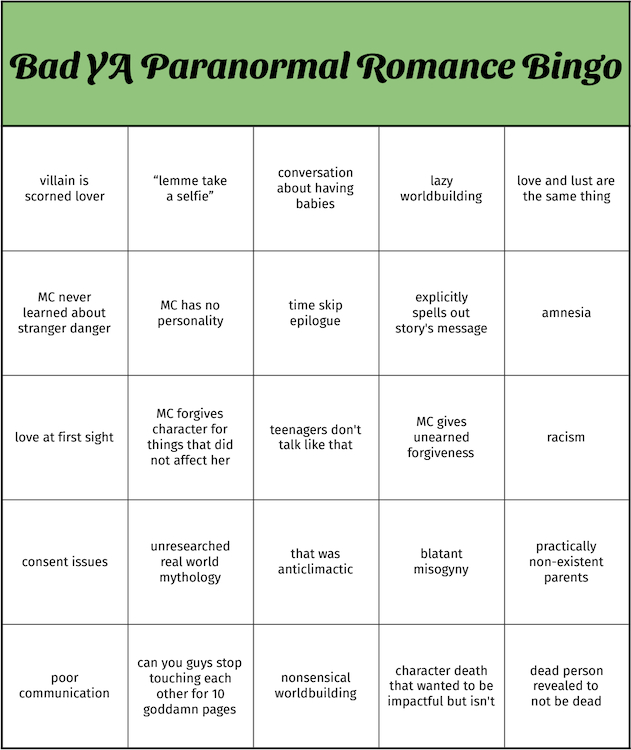 Bad YA Paranormal Romance Bingo
villain is
scorned lover
“lemme take
a selfie”
conversation
about having
babies
lazy
worldbuilding
love and lust are
the same thing
MC never
learned about
stranger danger
MC has no
personality
time skip
epilogue
explicitly
spells out
story's message
amnesia
love at first sight
MC forgives
character for
things that did
not affect her
teenagers don't
talk like that
MC gives
unearned
forgiveness
racism
consent issues
unresearched
real world
mythology
that was
anticlimactic
blatant
misogyny
practically
non-existent
parents
poor
communication
can you guys stop
touching each
other for 10
goddamn pages
nonsensical
worldbuilding
character death
that wanted to be
impactful but isn't
dead person
revealed to
not be dead